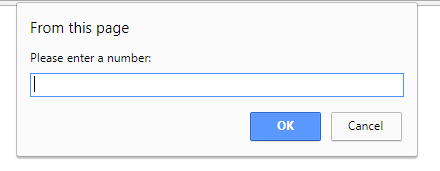 From this page
Please enter a number:
OK
Cancel